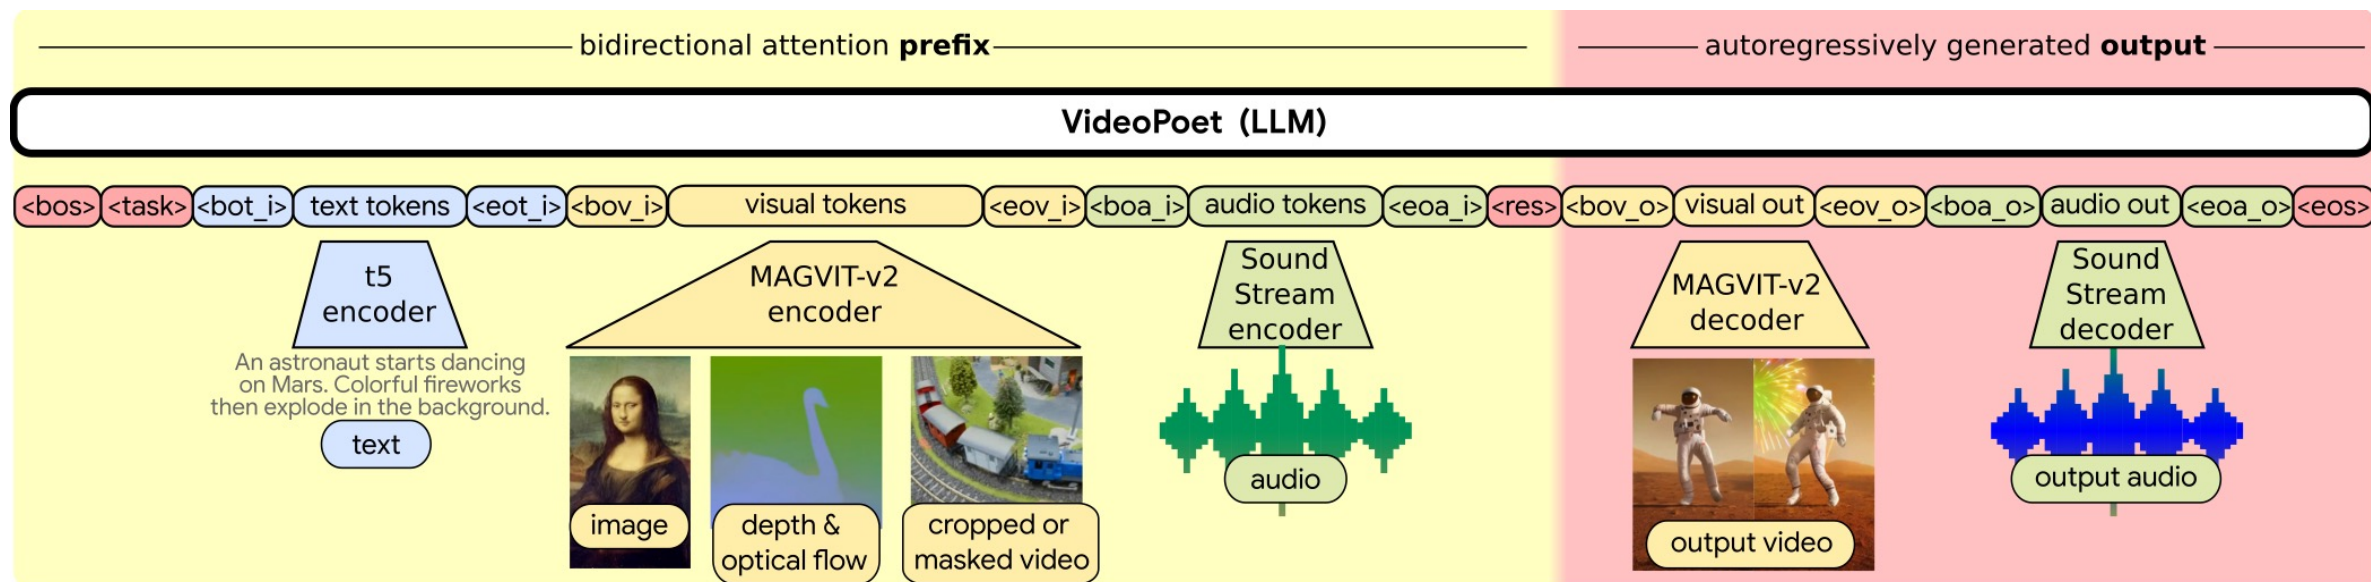 bidirectional attention prefix
autoregressively generated output
VideoPoet (LLM)
<bos> <task> <bot_i> text tokens <eot_i> <bov_i> visual tokens <eov_i> <boa_i> audio tokens <eoa_i> <res> <bov_o> visual out <eov_o> <boa_o> audio out <eoa_o> <eos>
t5
encoder
An astronaut starts dancing
on Mars. Colorful fireworks
then explode in the background.
text
MAGVIT-v2
encoder
image
depth &
optical flow
cropped or
masked video
Sound
Stream
encoder
audio
MAGVIT-v2
decoder
output video
Sound
Stream
decoder
output audio